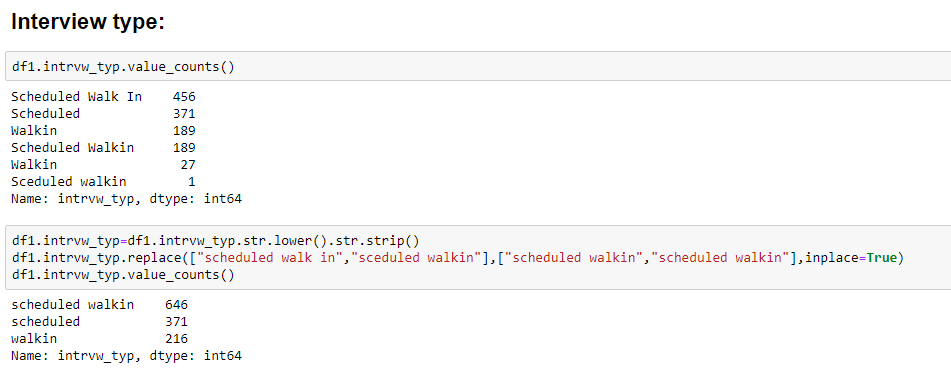 Interview type:
df1.intrvw_typ.value_counts()
Scheduled Walk In    456
Scheduled            371
Walkin               189
Scheduled Walkin     189
Walkin                27
Sceduled walkin        1
Name: intrvw_typ, dtype: int64
df1.intrvw_typ=df1.intrvw_typ.str.lower().str.strip()
df1.intrvw_typ.replace(["scheduled walk in","sceduled walkin"],["scheduled walkin","scheduled walkin"],inplace=True)
df1.intrvw_typ.value_counts()
scheduled walkin    646
scheduled           371
walkin              216
Name: intrvw_typ, dtype: int64